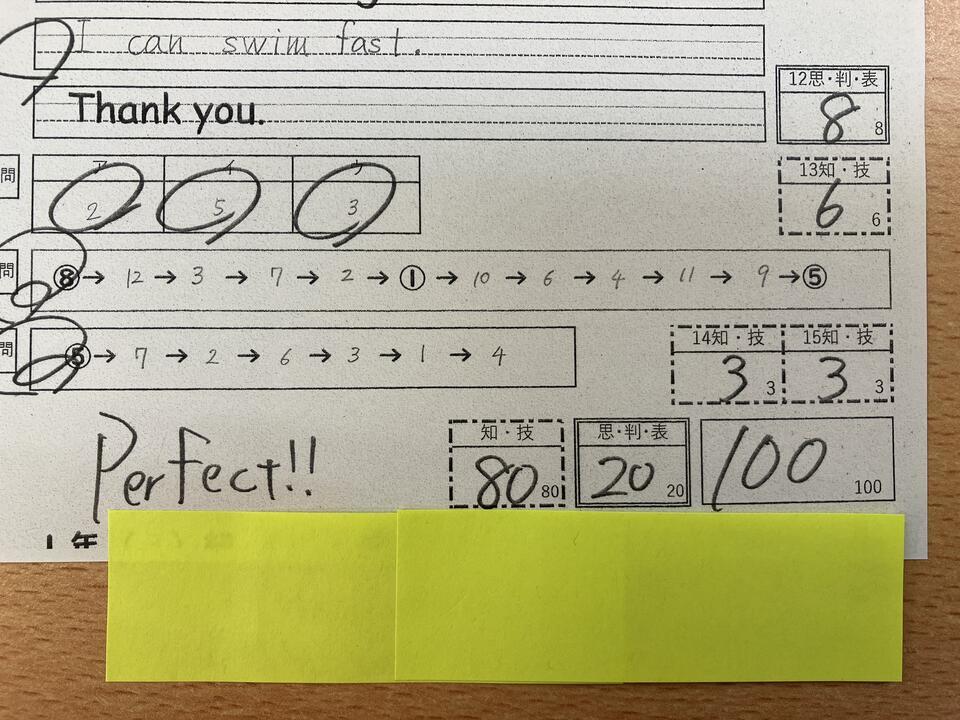 I can swim fast.
Thank you.
12思・判・表
8 8
問 ア イ ウ
2 5 3
13知・技
6 6
問 ⑧→12→3→7→2→①→10→6→4→11→9→⑤
問 ⑤→7→2→6→3→1→4
14知・技 15知・技
3 3 3 3
Perfect!!
知・技 思・判・表
80 80 20 20 100 100
1年